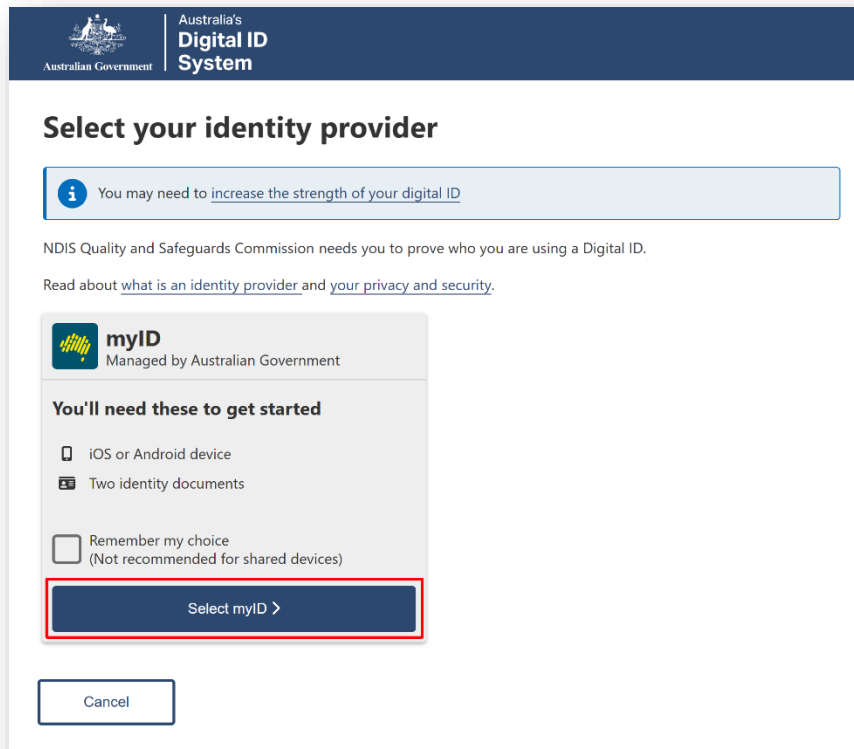 Australian Government
Australia's
Digital ID
System
Select your identity provider
You may need to increase the strength of your digital ID
NDIS Quality and Safeguards Commission needs you to prove who you are using a Digital ID.
Read about what is an identity provider and your privacy and security.
myID
Managed by Australian Government
You'll need these to get started
iOS or Android device
Two identity documents
Remember my choice
(Not recommended for shared devices)
Select myID
Cancel